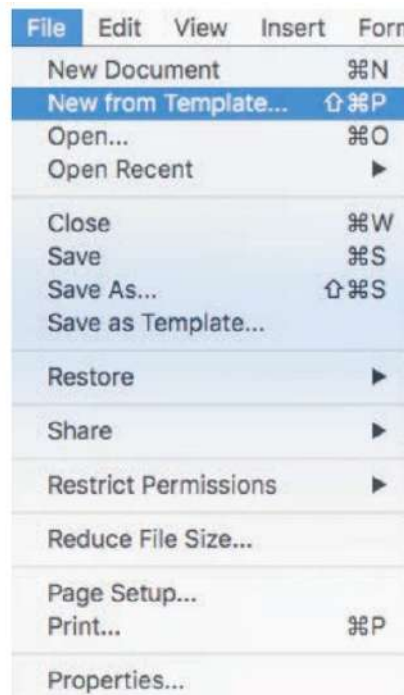 File Edit View Insert Form
New Document ⌘N
New from Template... ⇧⌘P
Open... ⌘O
Open Recent ▶
Close ⌘W
Save ⌘S
Save As... ⇧⌘S
Save as Template...
Restore ▶
Share ▶
Restrict Permissions ▶
Reduce File Size...
Page Setup...
Print... ⌘P
Properties...